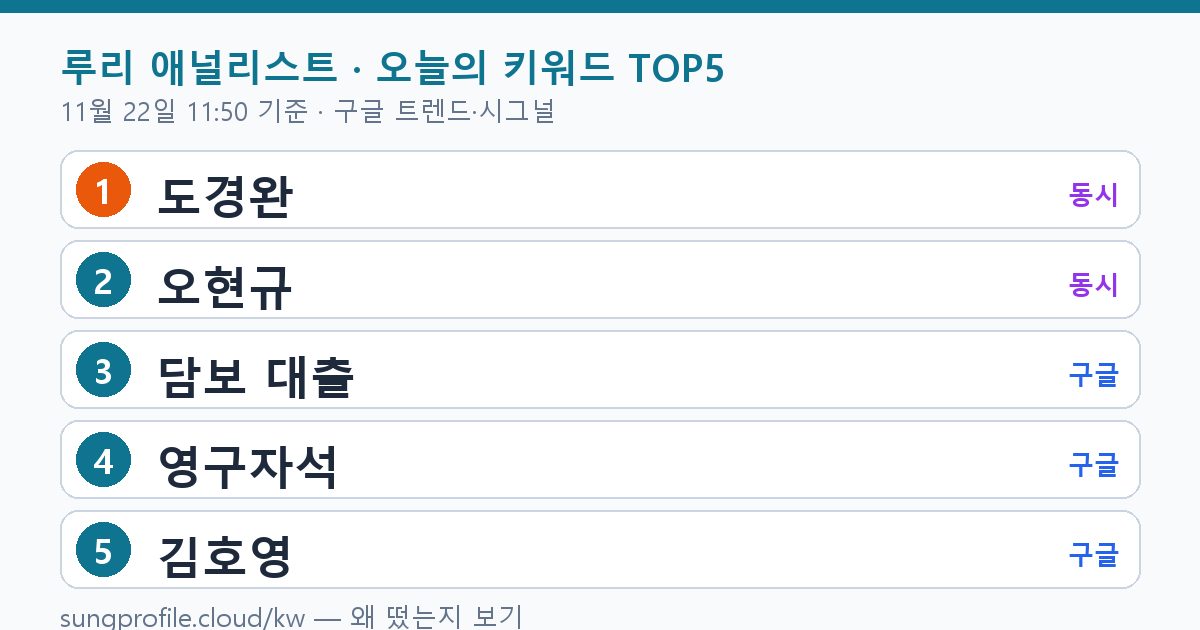 루리 애널리스트 · 오늘의 키워드 TOP5
11월 22일 11:50 기준 · 구글 트렌드·시그널
1 도경완 동시
2 오현규 동시
3 담보 대출 구글
4 영구자석 구글
5 김호영 구글
sungprofile.cloud/kw — 왜 떴는지 보기